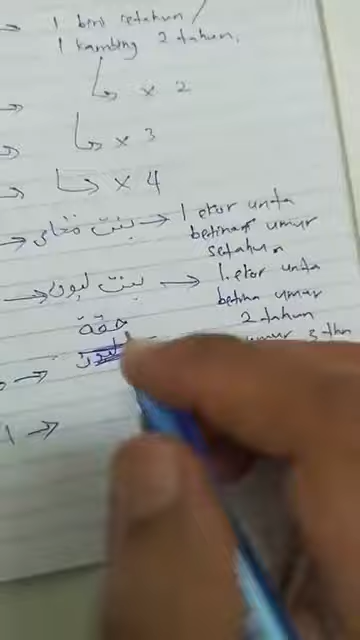 → 1 biri setahun /
1 kambing 2 tahun.
→ ↳ x 2
→ ↳ x 3
→ ↳ x 4
→ بنت مخاض → 1 ekor unta
betina umur
setahun
→ بنت لبون → 1 ekor unta
betina umur
2 tahun
حقة
→ umur 3 thn
1 →